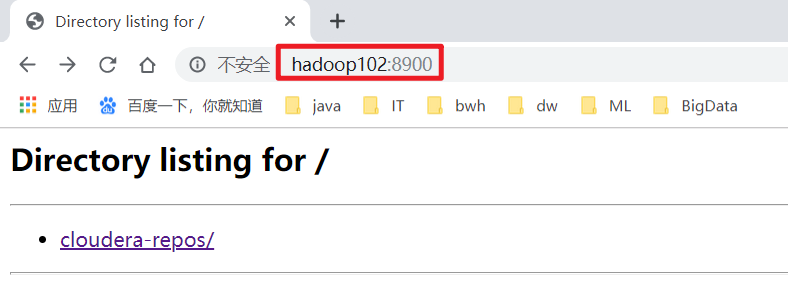 Directory listing for /
不安全 hadoop102:8900
应用 百度一下，你就知道 java IT bwh dw ML BigData
Directory listing for /
cloudera-repos/